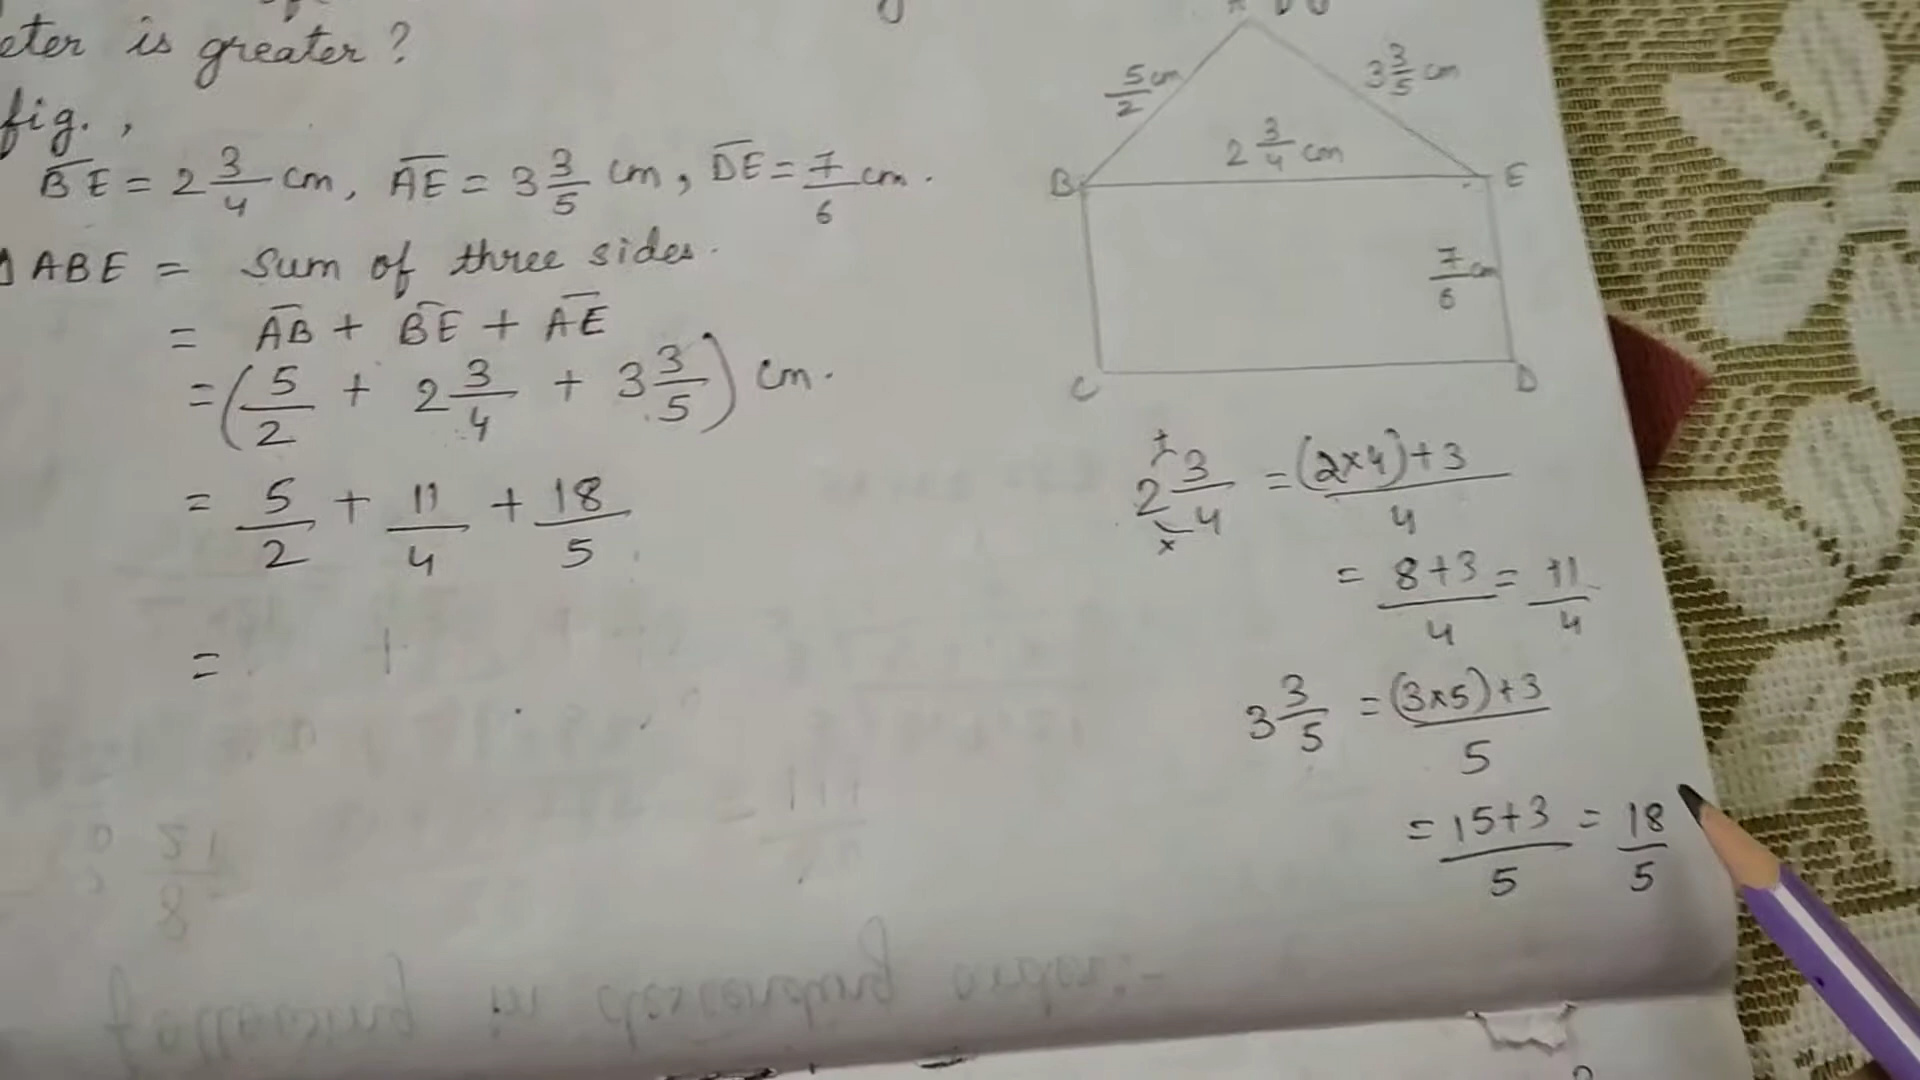 eter is greater ?
fig. ,
BE = 2 3/4 cm, AE = 3 3/5 cm, DE = 7/6 cm.
ABE = Sum of three sides.
= AB + BE + AE
= (5/2 + 2 3/4 + 3 3/5) cm.
= 5/2 + 11/4 + 18/5
=
5/2 cm
3 3/5 cm
2 3/4 cm
B
E
7/6 cm
C
D
2 3/4 = (2×4)+3/4
= 8+3/4 = 11/4
3 3/5 = (3×5)+3/5
= 15+3/5 = 18/5